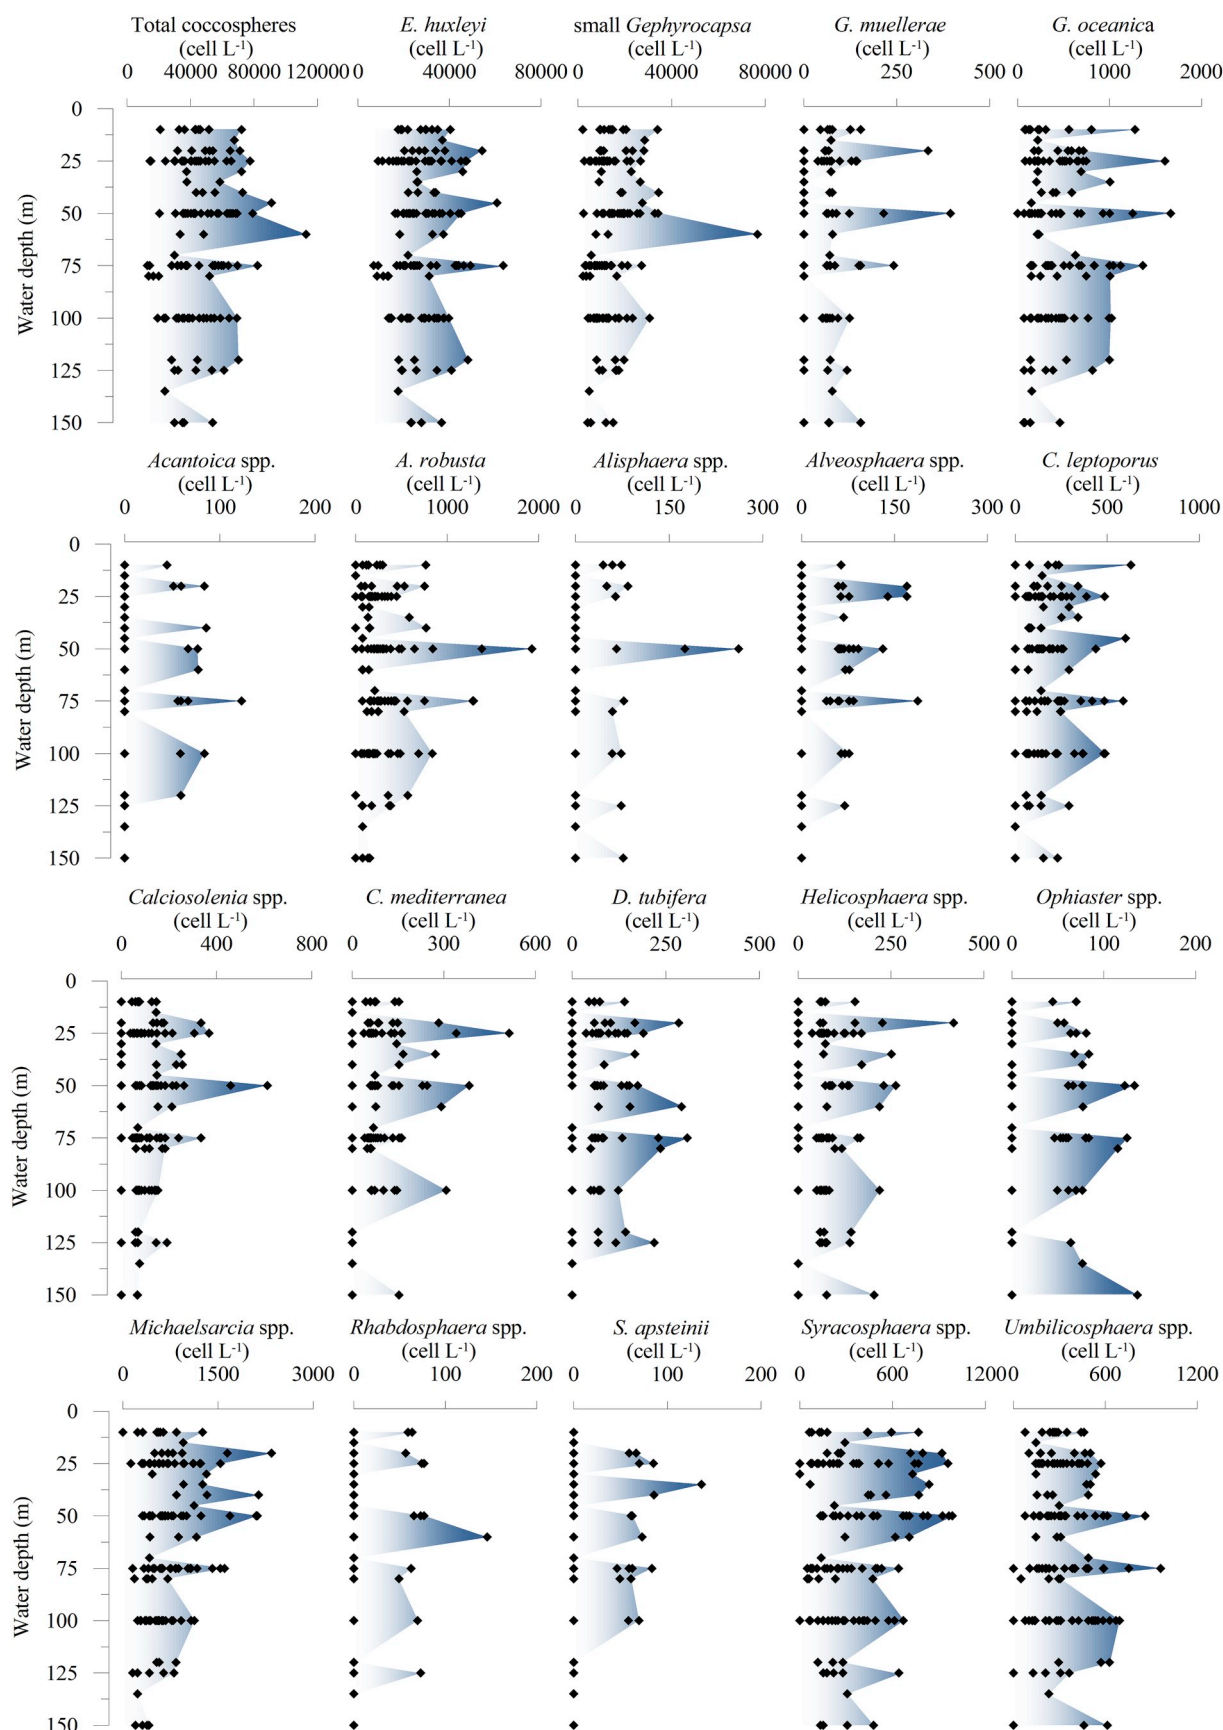 Total coccospheres E. huxleyi small Gephyrocapsa G. muellerae G. oceanica
(cell L-1) (cell L-1) (cell L-1) (cell L-1) (cell L-1)
0 40000 80000 120000 0 40000 80000 0 40000 80000 0 250 500 0 1000 2000
0
25
50
75
100
125
150
Water depth (m)
Acantoica spp. A. robusta Alisphaera spp. Alveosphaera spp. C. leptoporus
(cell L-1) (cell L-1) (cell L-1) (cell L-1) (cell L-1)
0 100 200 0 1000 2000 0 150 300 0 150 300 0 500 1000
0
25
50
75
100
125
150
Water depth (m)
Calciosolenia spp. C. mediterranea D. tubifera Helicosphaera spp. Ophiaster spp.
(cell L-1) (cell L-1) (cell L-1) (cell L-1) (cell L-1)
0 400 800 0 300 600 0 250 500 0 250 500 0 100 200
0
25
50
75
100
125
150
Water depth (m)
Michaelsarcia spp. Rhabdosphaera spp. S. apsteinii Syracosphaera spp. Umbilicosphaera spp.
(cell L-1) (cell L-1) (cell L-1) (cell L-1) (cell L-1)
0 1500 3000 0 100 200 0 100 200 0 600 1200 0 600 1200
0
25
50
75
100
125
150
Water depth (m)